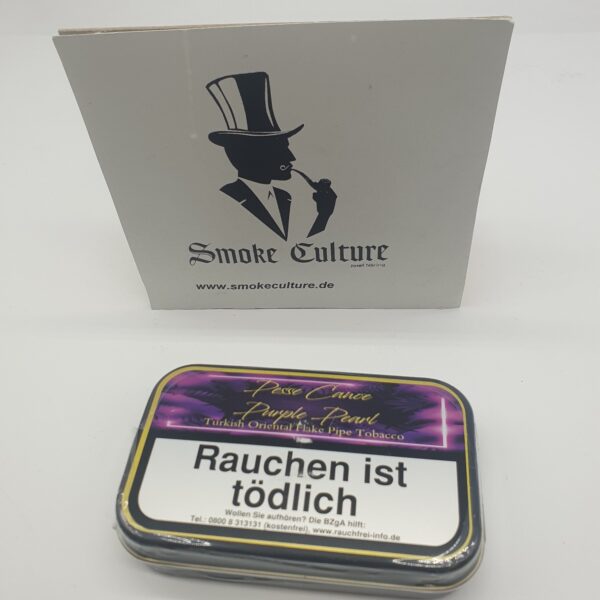 Smoke Culture
www.smokeculture.de
Pesse Canoe
Purple Pearl
Turkish Oriental Flake Pipe Tobacco
Rauchen ist
tödlich
Wollen Sie aufhören? Die BZgA hilft:
Tel.: 0800 8 313131 (kostenfrei), www.rauchfrei-info.de